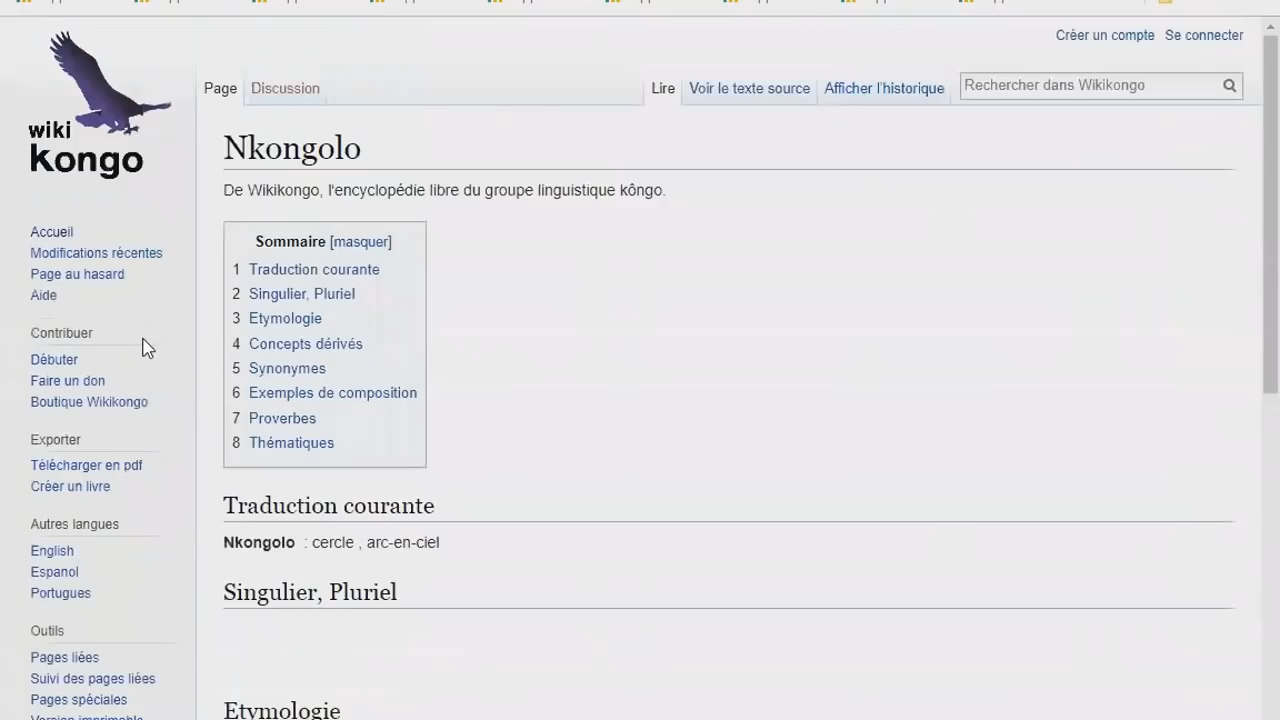 Créer un compte Se connecter
wiki
kongo
Page Discussion Lire Voir le texte source Afficher l'historique Rechercher dans Wikikongo
Nkongolo
De Wikikongo, l'encyclopédie libre du groupe linguistique kôngo.
Sommaire [masquer]
1 Traduction courante
2 Singulier, Pluriel
3 Etymologie
4 Concepts dérivés
5 Synonymes
6 Exemples de composition
7 Proverbes
8 Thématiques
Accueil
Modifications récentes
Page au hasard
Aide
Contribuer
Débuter
Faire un don
Boutique Wikikongo
Exporter
Télécharger en pdf
Créer un livre
Autres langues
English
Espanol
Portugues
Outils
Pages liées
Suivi des pages liées
Pages spéciales
Version imprimable
Traduction courante
Nkongolo : cercle , arc-en-ciel
Singulier, Pluriel
Etymologie